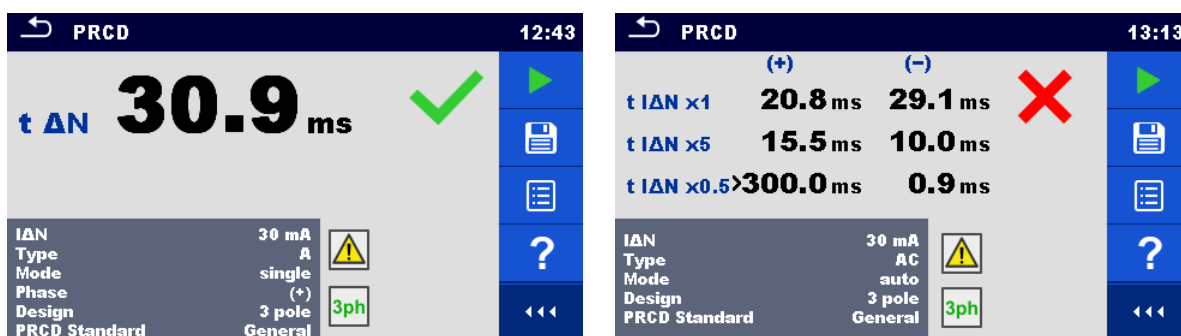 PRCD 12:43
t ΔN 30.9 ms
IΔN 30 mA
Type A
Mode single
Phase (+)
Design 3 pole
PRCD Standard General
3ph
?
PRCD 13:13
(+) (−)
t IΔN x1 20.8 ms 29.1 ms
t IΔN x5 15.5 ms 10.0 ms
t IΔN x0.5 >300.0 ms 0.9 ms
IΔN 30 mA
Type AC
Mode auto
Design 3 pole
PRCD Standard General
3ph
?